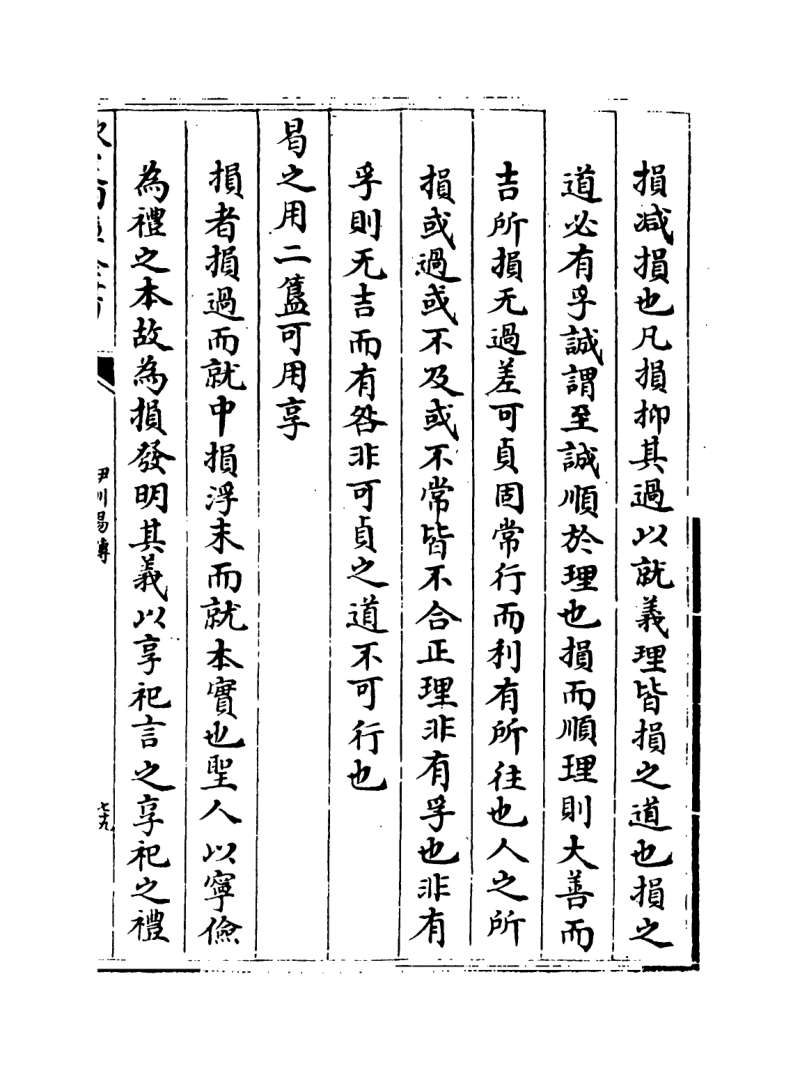 損減損也凡損抑其過以就義理皆損之道也損之
道必有孚誠謂至誠順於理也損而順理則大善而
吉所損无過差可貞固常行而利有所往也人之所
損或過或不及或不常皆不合正理非有孚也非有
孚則无吉而有咎非可貞之道不可行也
曷之用二簋可用享
損者損過而就中損浮末而就本實也聖人以寧儉
為禮之本故為損發明其義以享祀言之享祀之禮
伊川易傳
七九